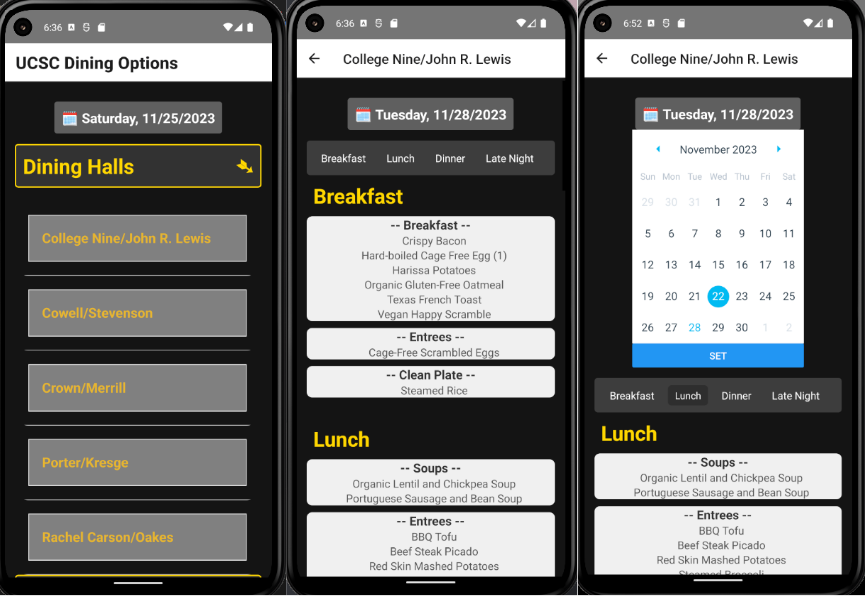 6:36
UCSC Dining Options
Saturday, 11/25/2023
Dining Halls
College Nine/John R. Lewis
Cowell/Stevenson
Crown/Merrill
Porter/Kresge
Rachel Carson/Oakes
6:36
College Nine/John R. Lewis
Tuesday, 11/28/2023
Breakfast Lunch Dinner Late Night
Breakfast
-- Breakfast --
Crispy Bacon
Hard-boiled Cage Free Egg (1)
Harissa Potatoes
Organic Gluten-Free Oatmeal
Texas French Toast
Vegan Happy Scramble
-- Entrees --
Cage-Free Scrambled Eggs
-- Clean Plate --
Steamed Rice
Lunch
-- Soups --
Organic Lentil and Chickpea Soup
Portuguese Sausage and Bean Soup
-- Entrees --
BBQ Tofu
Beef Steak Picado
Red Skin Mashed Potatoes
6:52
College Nine/John R. Lewis
Tuesday, 11/28/2023
November 2023
Sun Mon Tue Wed Thu Fri Sat
29 30 31 1 2 3 4
5 6 7 8 9 10 11
12 13 14 15 16 17 18
19 20 21 22 23 24 25
26 27 28 29 30 1 2
SET
Breakfast Lunch Dinner Late Night
Lunch
-- Soups --
Organic Lentil and Chickpea Soup
Portuguese Sausage and Bean Soup
-- Entrees --
BBQ Tofu
Beef Steak Picado
Red Skin Mashed Potatoes
Steamed Broccoli